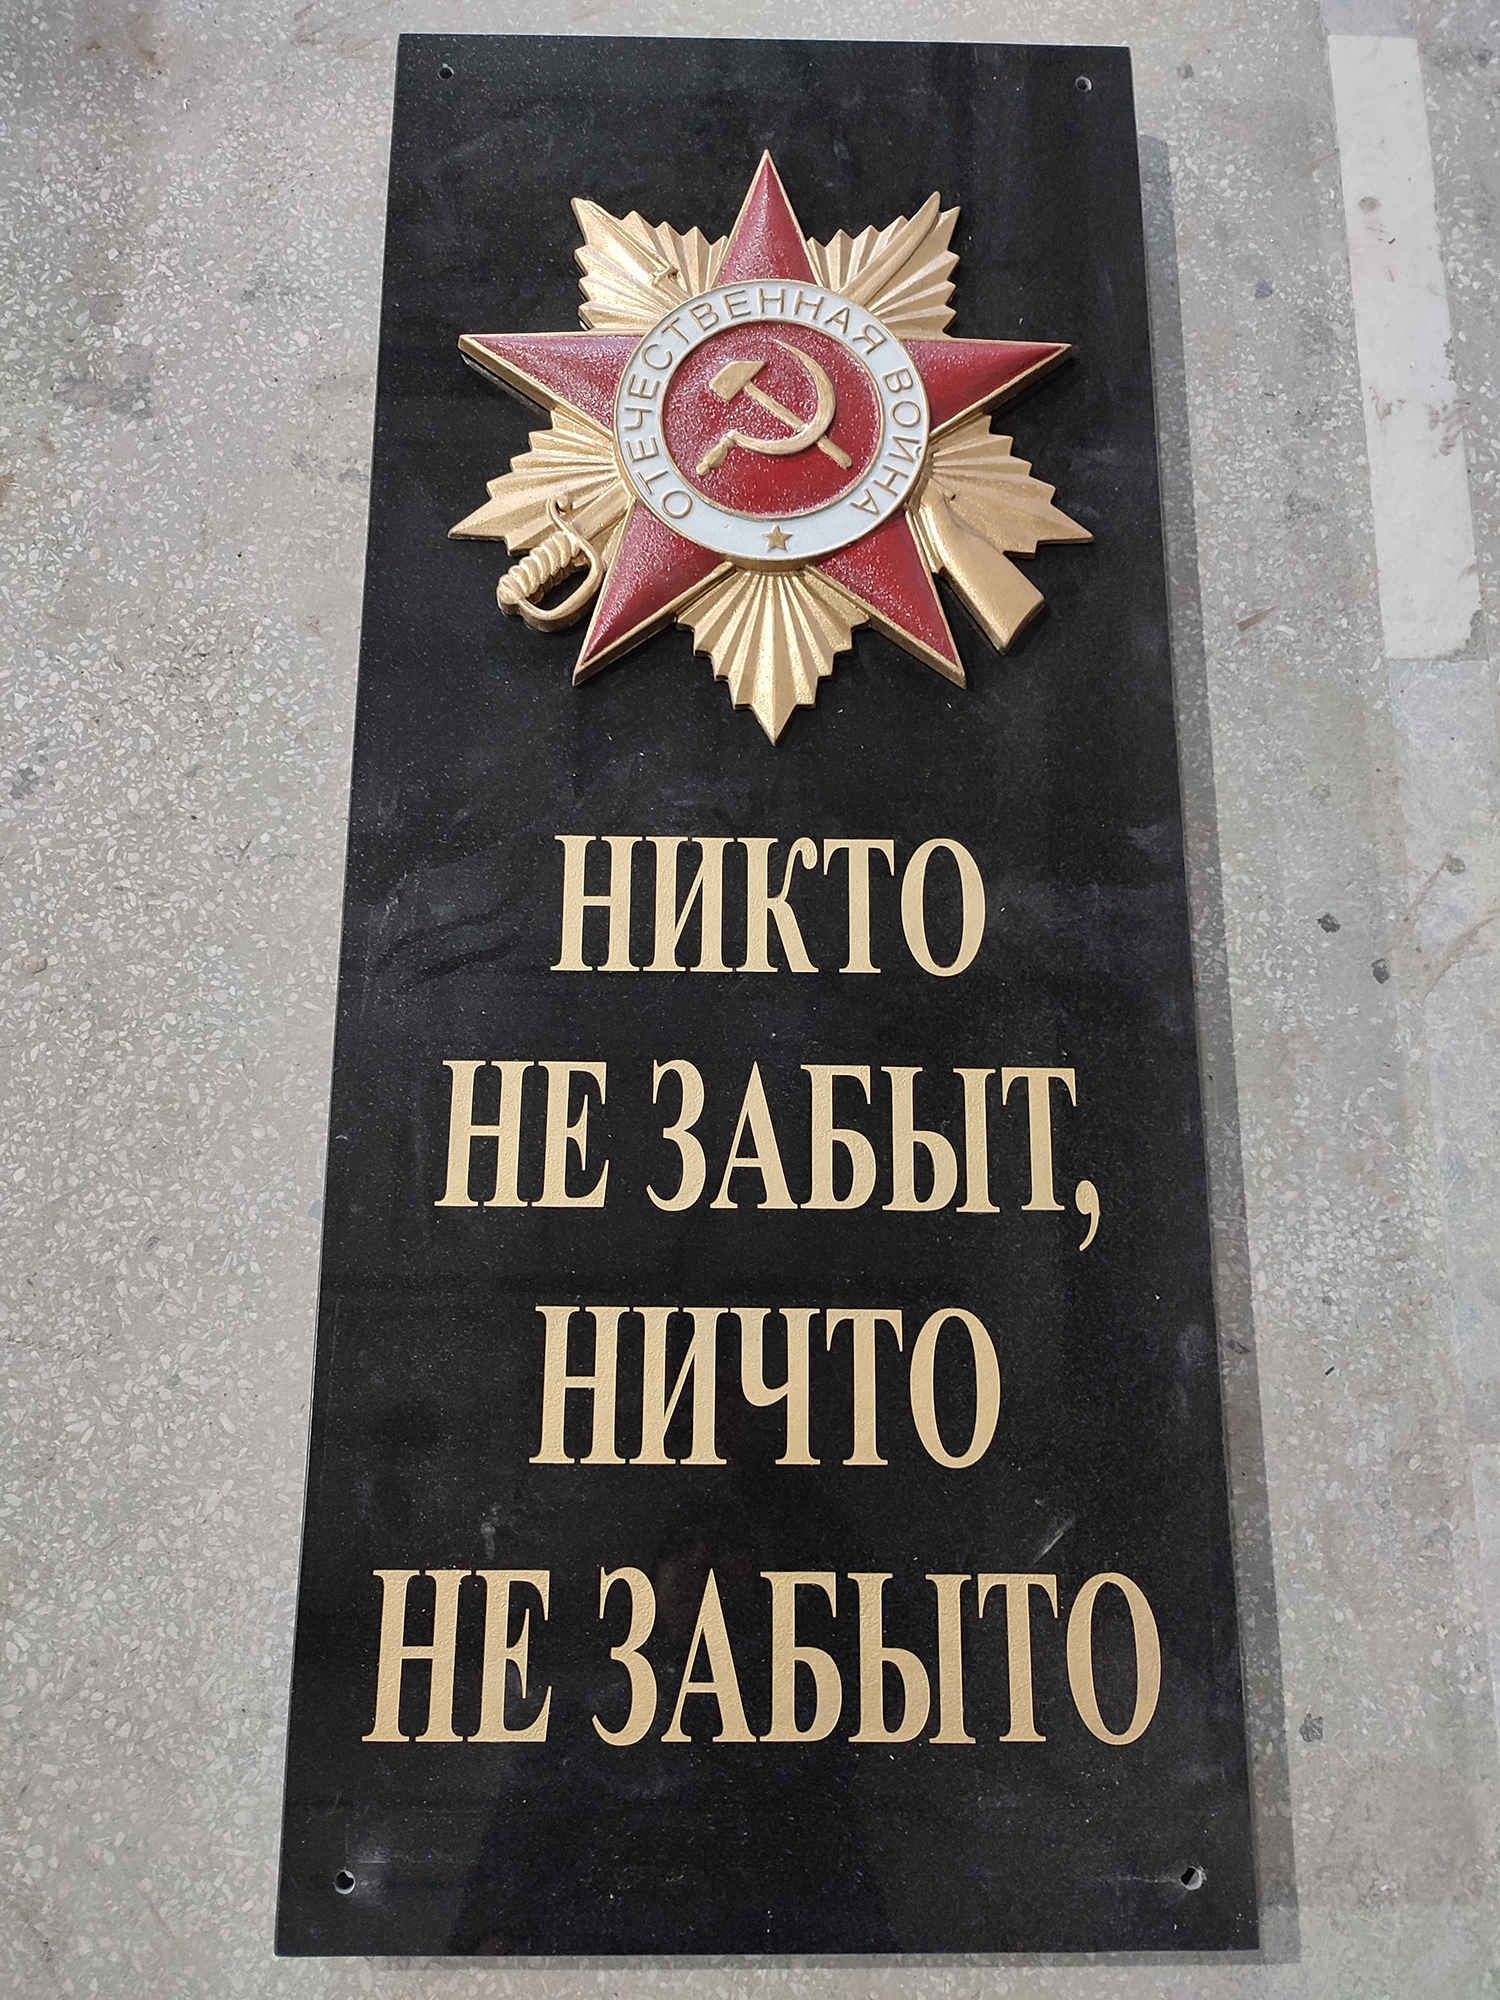 ОТЕЧЕСТВЕННАЯ ВОЙНА
НИКТО
НЕ ЗАБЫТ,
НИЧТО
НЕ ЗАБЫТО